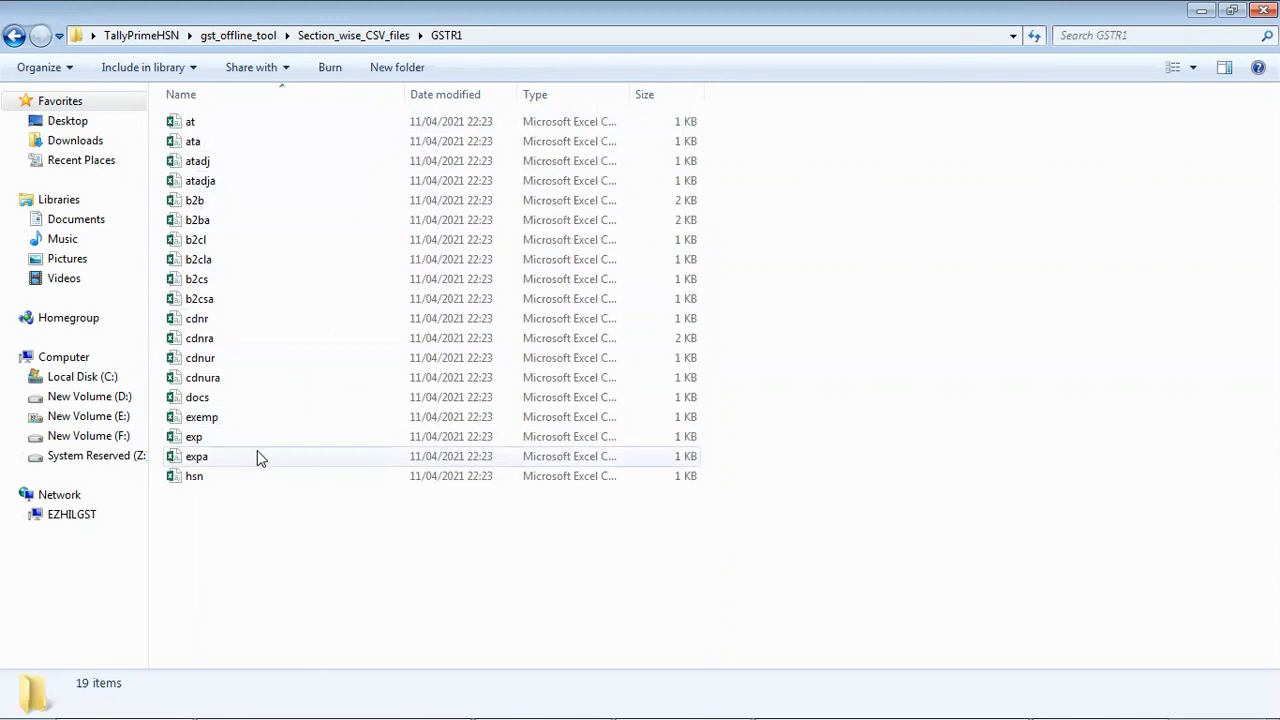 TallyPrimeHSN gst_offline_tool Section_wise_CSV_files GSTR1 Search GSTR1
Organize Include in library Share with Burn New folder
Name Date modified Type Size
Favorites
Desktop
Downloads
Recent Places
Libraries
Documents
Music
Pictures
Videos
Homegroup
Computer
Local Disk (C:)
New Volume (D:)
New Volume (E:)
New Volume (F:)
System Reserved (Z:
Network
EZHILGST
at 11/04/2021 22:23 Microsoft Excel C... 1 KB
ata 11/04/2021 22:23 Microsoft Excel C... 1 KB
atadj 11/04/2021 22:23 Microsoft Excel C... 1 KB
atadja 11/04/2021 22:23 Microsoft Excel C... 1 KB
b2b 11/04/2021 22:23 Microsoft Excel C... 2 KB
b2ba 11/04/2021 22:23 Microsoft Excel C... 2 KB
b2cl 11/04/2021 22:23 Microsoft Excel C... 1 KB
b2cla 11/04/2021 22:23 Microsoft Excel C... 1 KB
b2cs 11/04/2021 22:23 Microsoft Excel C... 1 KB
b2csa 11/04/2021 22:23 Microsoft Excel C... 1 KB
cdnr 11/04/2021 22:23 Microsoft Excel C... 1 KB
cdnra 11/04/2021 22:23 Microsoft Excel C... 2 KB
cdnur 11/04/2021 22:23 Microsoft Excel C... 1 KB
cdnura 11/04/2021 22:23 Microsoft Excel C... 1 KB
docs 11/04/2021 22:23 Microsoft Excel C... 1 KB
exemp 11/04/2021 22:23 Microsoft Excel C... 1 KB
exp 11/04/2021 22:23 Microsoft Excel C... 1 KB
expa 11/04/2021 22:23 Microsoft Excel C... 1 KB
hsn 11/04/2021 22:23 Microsoft Excel C... 1 KB
19 items